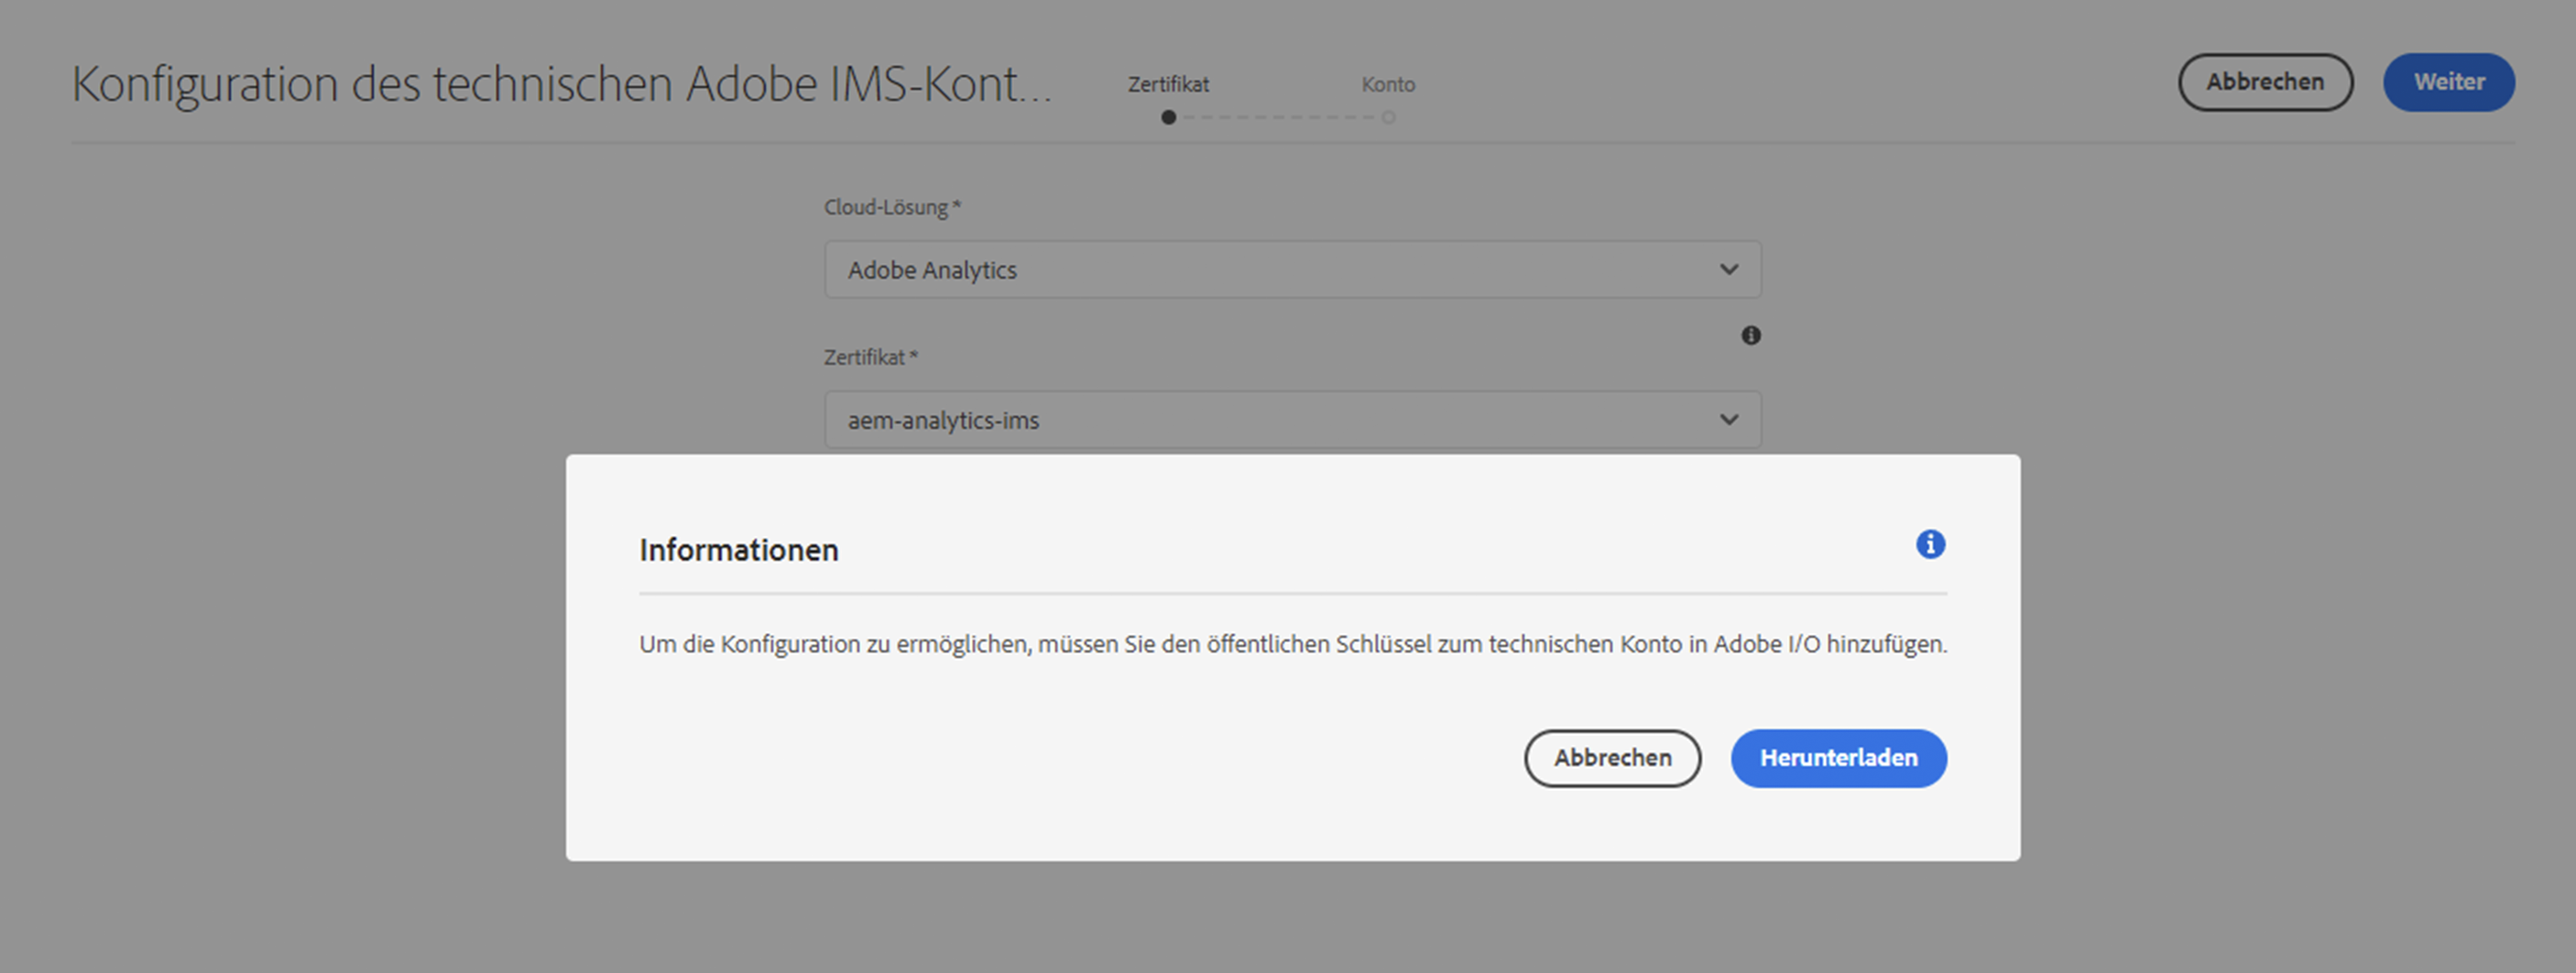 Konfiguration des technischen Adobe IMS-Kont...
Zertifikat
Konto
Abbrechen
Weiter
Cloud-Lösung *
Adobe Analytics
Zertifikat *
aem-analytics-ims
Informationen
Um die Konfiguration zu ermöglichen, müssen Sie den öffentlichen Schlüssel zum technischen Konto in Adobe I/O hinzufügen.
Abbrechen
Herunterladen